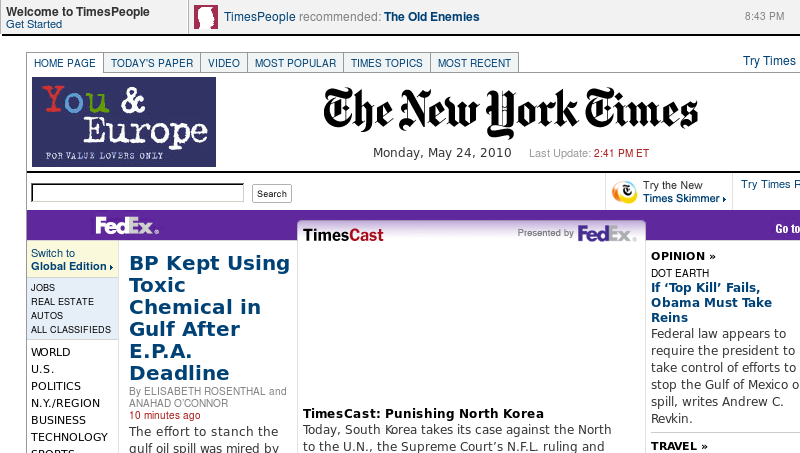 Welcome to TimesPeople
Get Started
TimesPeople recommended: The Old Enemies
8:43 PM
HOME PAGE
TODAY'S PAPER
VIDEO
MOST POPULAR
TIMES TOPICS
MOST RECENT
Try Times
You &
Europe
FOR VALUE LOVERS ONLY
The New York Times
Monday, May 24, 2010
Last Update: 2:41 PM ET
Search
Try the New
Times Skimmer
Try Times R
FedEx.
Go to
TimesCast
Presented by FedEx.
Switch to
Global Edition
JOBS
REAL ESTATE
AUTOS
ALL CLASSIFIEDS
WORLD
U.S.
POLITICS
N.Y./REGION
BUSINESS
TECHNOLOGY
SPORTS
BP Kept Using
Toxic
Chemical in
Gulf After
E.P.A.
Deadline
By ELISABETH ROSENTHAL and
ANAHAD O'CONNOR
10 minutes ago
The effort to stanch the
gulf oil spill was mired by
TimesCast: Punishing North Korea
Today, South Korea takes its case against the North
to the U.N., the Supreme Court's N.F.L. ruling and
OPINION »
DOT EARTH
If ‘Top Kill’ Fails,
Obama Must Take
Reins
Federal law appears to
require the president to
take control of efforts to
stop the Gulf of Mexico o
spill, writes Andrew C.
Revkin.
TRAVEL »